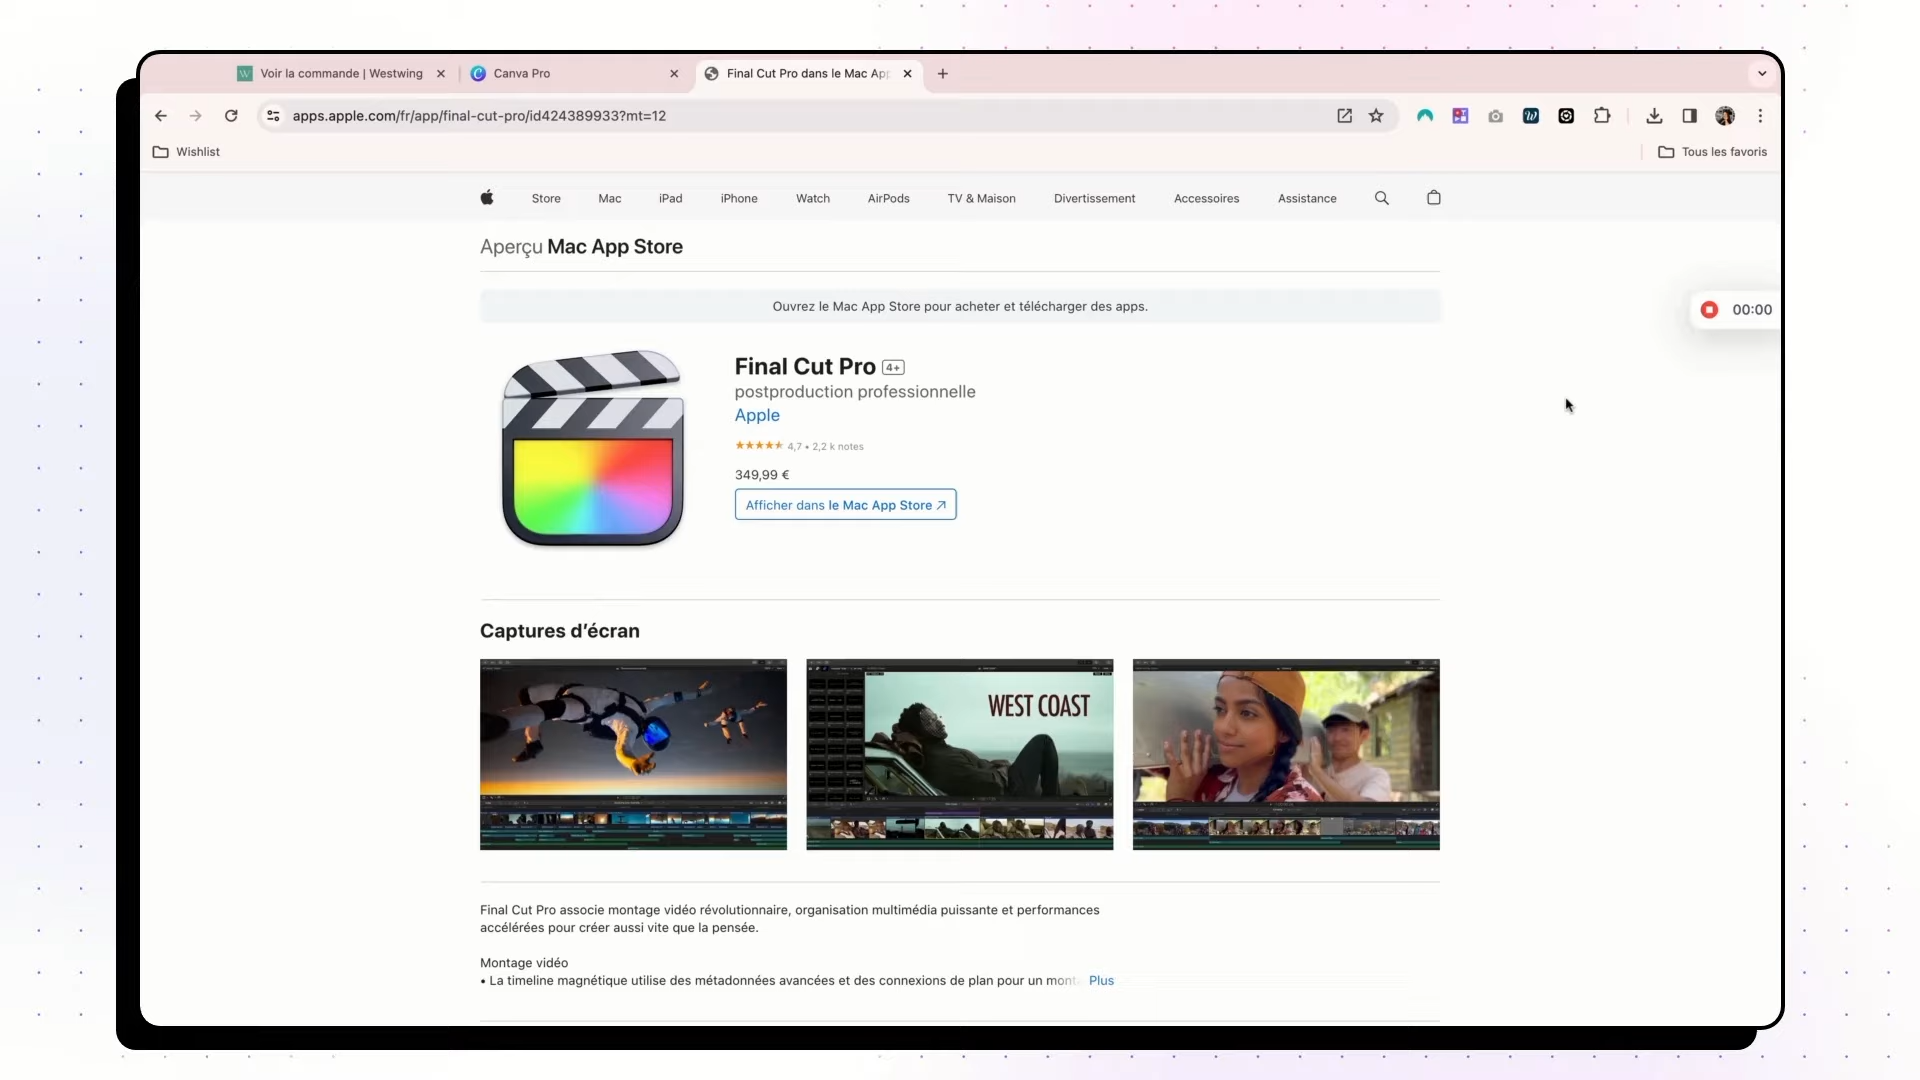 Voir la commande | Westwing
Canva Pro
Final Cut Pro dans le Mac App
apps.apple.com/fr/app/final-cut-pro/id424389933?mt=12
Wishlist
Tous les favoris
Store
Mac
iPad
iPhone
Watch
AirPods
TV & Maison
Divertissement
Accessoires
Assistance
Aperçu Mac App Store
Ouvrez le Mac App Store pour acheter et télécharger des apps.
00:00
Final Cut Pro 4+
postproduction professionnelle
Apple
4,7 • 2,2 k notes
349,99 €
Afficher dans le Mac App Store ↗
Captures d’écran
WEST COAST
Final Cut Pro associe montage vidéo révolutionnaire, organisation multimédia puissante et performances
accélérées pour créer aussi vite que la pensée.
Montage vidéo
• La timeline magnétique utilise des métadonnées avancées et des connexions de plan pour un mont Plus